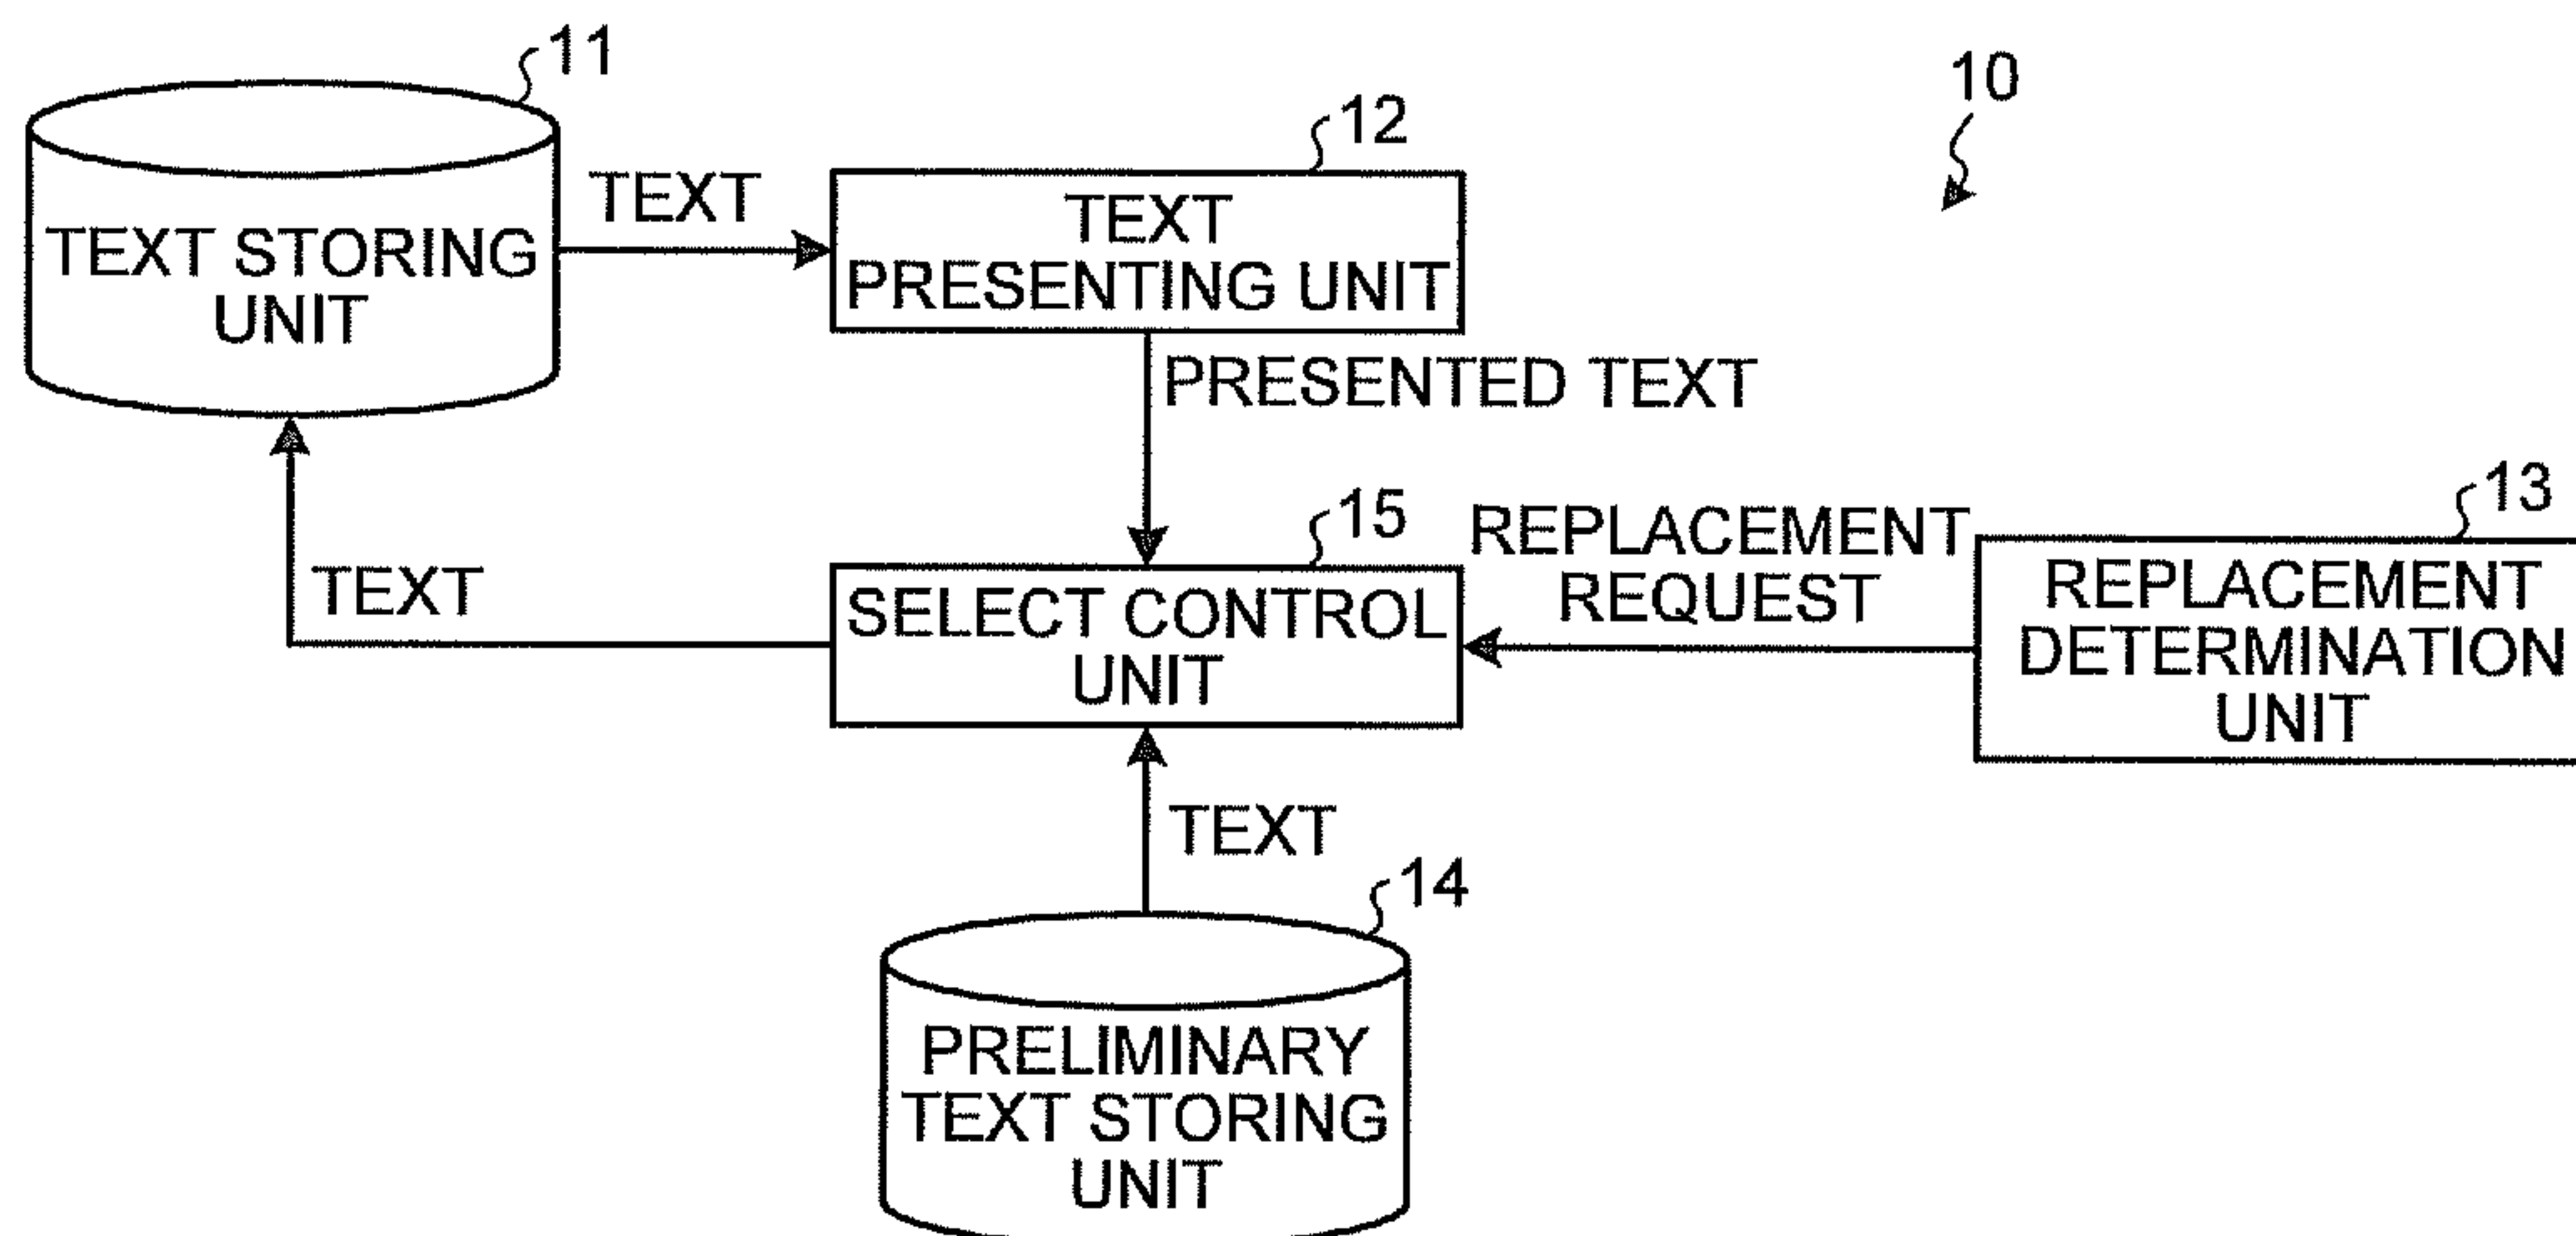 11
10
12
TEXT
TEXT
PRESENTING UNIT
TEXT STORING
UNIT
PRESENTED TEXT
13
15
REPLACEMENT
REQUEST
TEXT
SELECT CONTROL
UNIT
REPLACEMENT
DETERMINATION
UNIT
TEXT
14
PRELIMINARY
TEXT STORING
UNIT